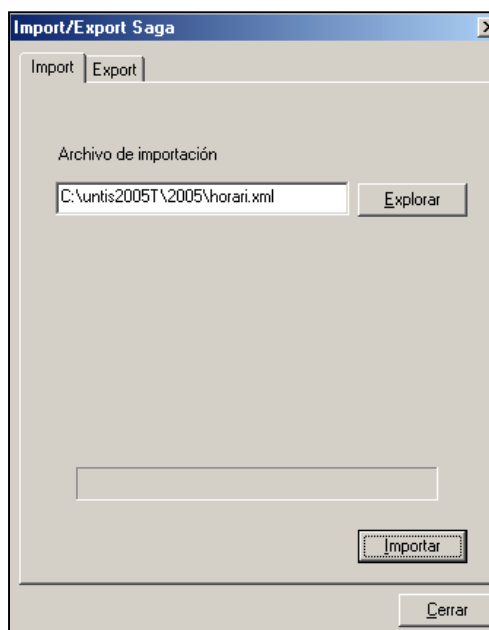 Import/Export Saga
Import Export
Archivo de importación
C:\untis2005T\2005\horari.xml Explorar
Importar
Cerrar